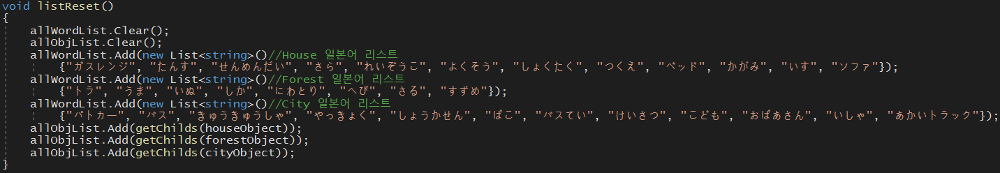 void listReset()
{
allWordList.Clear();
allObjList.Clear();
allWordList.Add(new List<string>()//House 일본어 리스트
{"ガスレンジ", "たんす", "せんめんだい", "さら", "れいぞうこ", "よくそう", "しょくたく", "つくえ", "ベッド", "かがみ", "いす", "ソファ"});
allWordList.Add(new List<string>()//Forest 일본어 리스트
{"トラ", "うま", "いぬ", "しか", "にわとり", "へび", "さる", "すずめ"});
allWordList.Add(new List<string>()//City 일본어 리스트
{"パトカー", "バス", "きゅうきゅうしゃ", "やっきょく", "しょうかせん", "ばこ", "バスてい", "けいさつ", "こども", "おばあさん", "いしゃ", "あかいトラック"});
allObjList.Add(getChilds(houseObject));
allObjList.Add(getChilds(forestObject));
allObjList.Add(getChilds(cityObject));
}